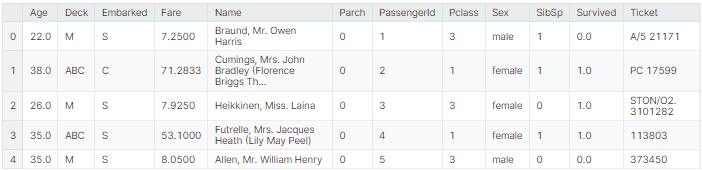 Age Deck Embarked Fare Name Parch PassengerId Pclass Sex SibSp Survived Ticket
0 22.0 M S 7.2500 Braund, Mr. Owen Harris 0 1 3 male 1 0.0 A/5 21171
1 38.0 ABC C 71.2833 Cumings, Mrs. John Bradley (Florence Briggs Th... 0 2 1 female 1 1.0 PC 17599
2 26.0 M S 7.9250 Heikkinen, Miss. Laina 0 3 3 female 0 1.0 STON/O2. 3101282
3 35.0 ABC S 53.1000 Futrelle, Mrs. Jacques Heath (Lily May Peel) 0 4 1 female 1 1.0 113803
4 35.0 M S 8.0500 Allen, Mr. William Henry 0 5 3 male 0 0.0 373450